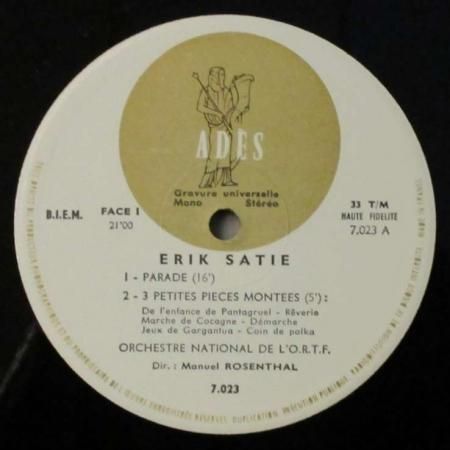 ADÈS
Gravure universelle
Mono Stéréo
B.I.E.M.
FACE I
21'00
33 T/M
HAUTE FIDELITE
7.023 A
ERIK SATIE
1 - PARADE (16')
2 - 3 PETITES PIECES MONTEES (5') :
De l'enfance de Pantagruel - Rêverie
Marche de Cocagne - Démarche
Jeux de Gargantua - Coin de polka
ORCHESTRE NATIONAL DE L'O.R.T.F.
Dir. : Manuel ROSENTHAL
7.023